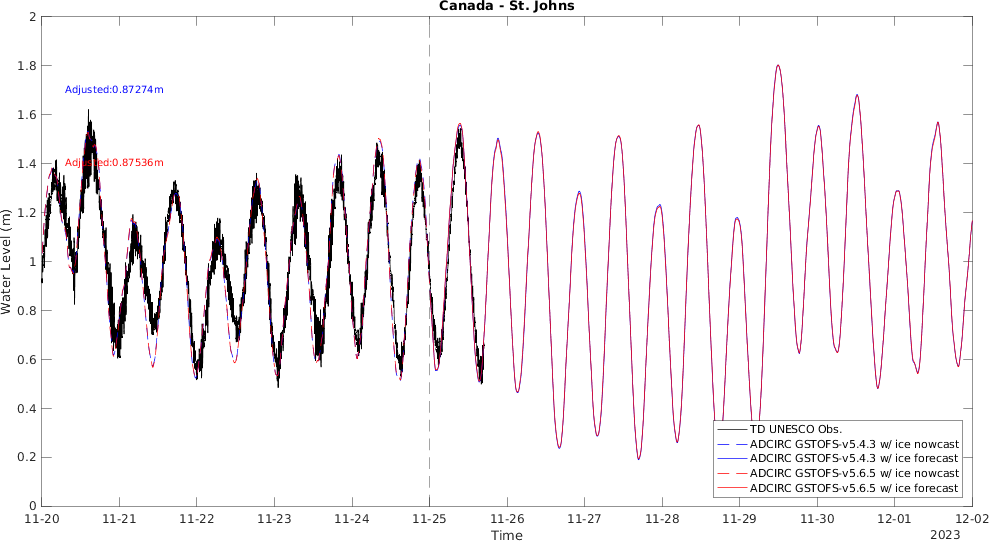 Canada - St. Johns
2
1.8
Adjusted:0.87274m
1.6
1.4
Adjusted:0.87536m
1.2
1
Water Level (m)
0.8
0.6
0.4
0.2
0
TD UNESCO Obs.
ADCIRC GSTOFS-v5.4.3 w/ ice nowcast
ADCIRC GSTOFS-v5.4.3 w/ ice forecast
ADCIRC GSTOFS-v5.6.5 w/ ice nowcast
ADCIRC GSTOFS-v5.6.5 w/ ice forecast
11-20 11-21 11-22 11-23 11-24 11-25 11-26 11-27 11-28 11-29 11-30 12-01 12-02
Time
2023